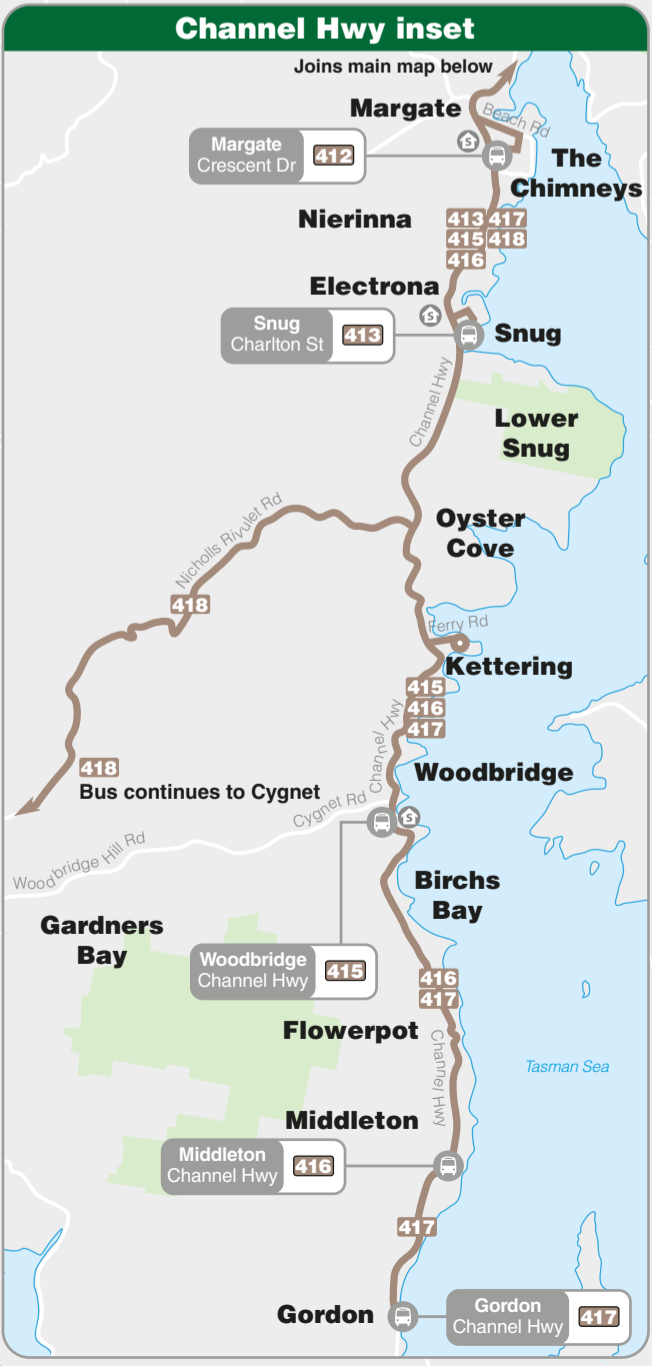 Channel Hwy inset
Joins main map below
Margate
Beach Rd
Margate
Crescent Dr
412
The
Chimneys
Nierinna
413 417
415 418
416
Electrona
S
S
Snug
Charlton St
413
Snug
Channel Hwy
Lower
Snug
Nicholls Rivulet Rd
Oyster
Cove
418
Ferry Rd
Kettering
415
416
417
Channel Hwy
418
Bus continues to Cygnet
Woodbridge
Cygnet Rd
S
Woodbridge Hill Rd
Birchs
Bay
Gardners
Bay
Woodbridge
Channel Hwy
415
416
417
Flowerpot
Channel Hwy
Tasman Sea
Middleton
Middleton
Channel Hwy
416
417
Gordon
Gordon
Channel Hwy
417